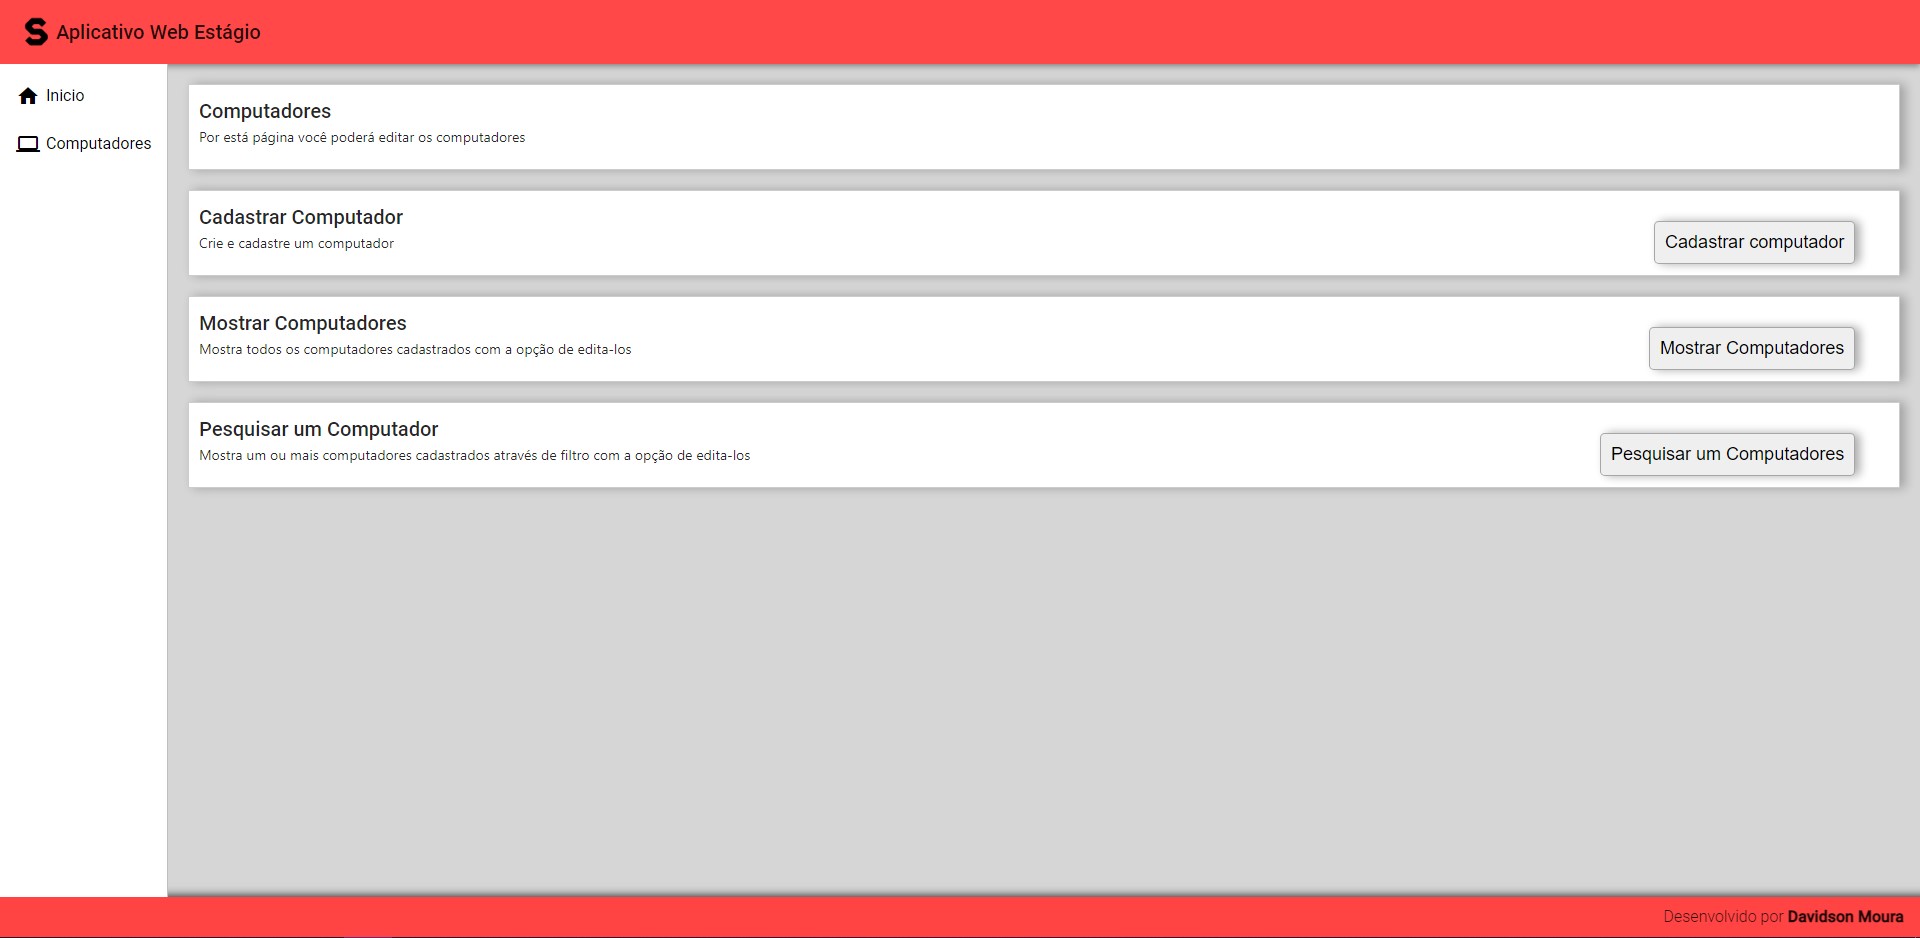 S Aplicativo Web Estágio
Inicio
Computadores
Computadores
Por está página você poderá editar os computadores
Cadastrar Computador
Crie e cadastre um computador
Cadastrar computador
Mostrar Computadores
Mostra todos os computadores cadastrados com a opção de edita-los
Mostrar Computadores
Pesquisar um Computador
Mostra um ou mais computadores cadastrados através de filtro com a opção de edita-los
Pesquisar um Computadores
Desenvolvido por Davidson Moura